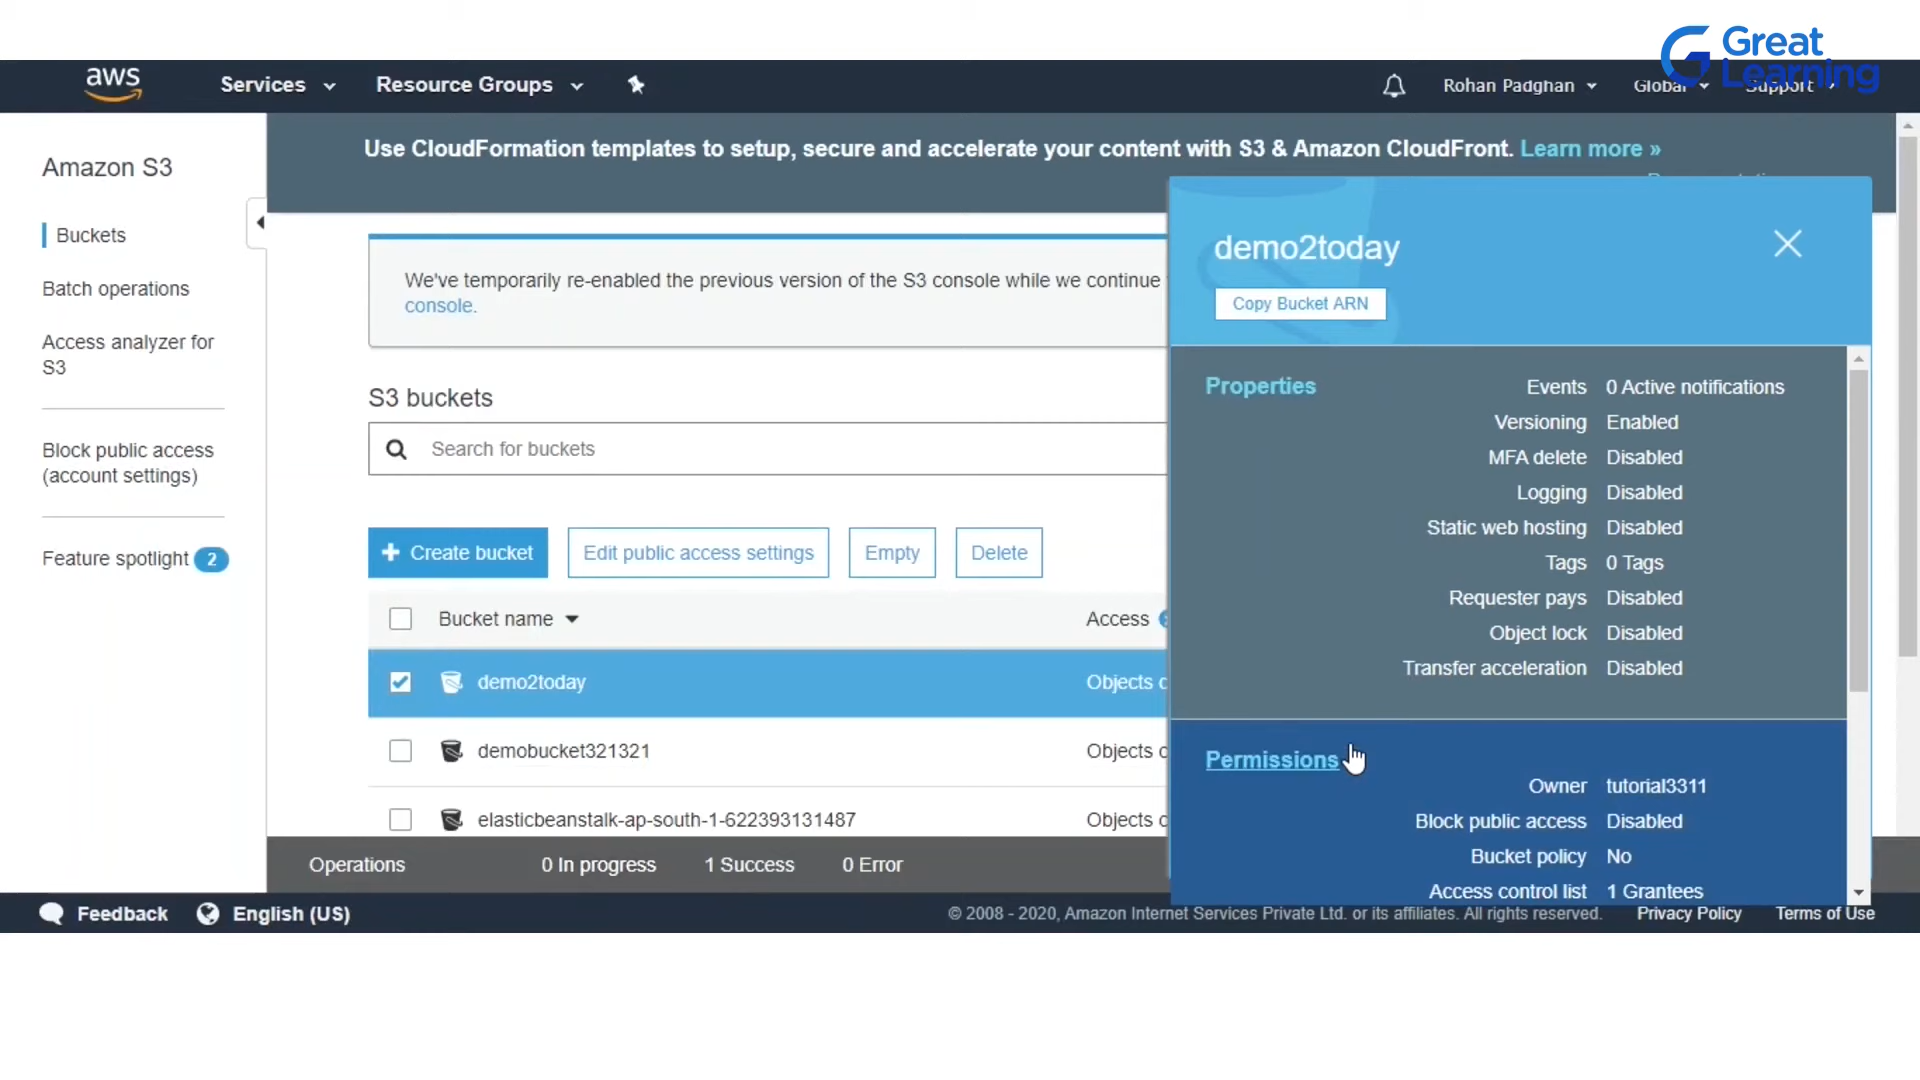 Great
Learning
aws
Services
Resource Groups
Rohan Padghan
Global
Support
Amazon S3
Buckets
Batch operations
Access analyzer for
S3
Block public access
(account settings)
Feature spotlight 2
Use CloudFormation templates to setup, secure and accelerate your content with S3 & Amazon CloudFront. Learn more »
We've temporarily re-enabled the previous version of the S3 console while we continue
console.
S3 buckets
Search for buckets
+ Create bucket
Edit public access settings
Empty
Delete
Bucket name
Access
demo2today
Objects
demobucket321321
Objects
elasticbeanstalk-ap-south-1-622393131487
Objects
demo2today
Copy Bucket ARN
Properties
Events 0 Active notifications
Versioning Enabled
MFA delete Disabled
Logging Disabled
Static web hosting Disabled
Tags 0 Tags
Requester pays Disabled
Object lock Disabled
Transfer acceleration Disabled
Permissions
Owner tutorial3311
Block public access Disabled
Bucket policy No
Access control list 1 Grantees
Operations
0 In progress
1 Success
0 Error
Feedback
English (US)
© 2008 - 2020, Amazon Internet Services Private Ltd. or its affiliates. All rights reserved.
Privacy Policy
Terms of Use